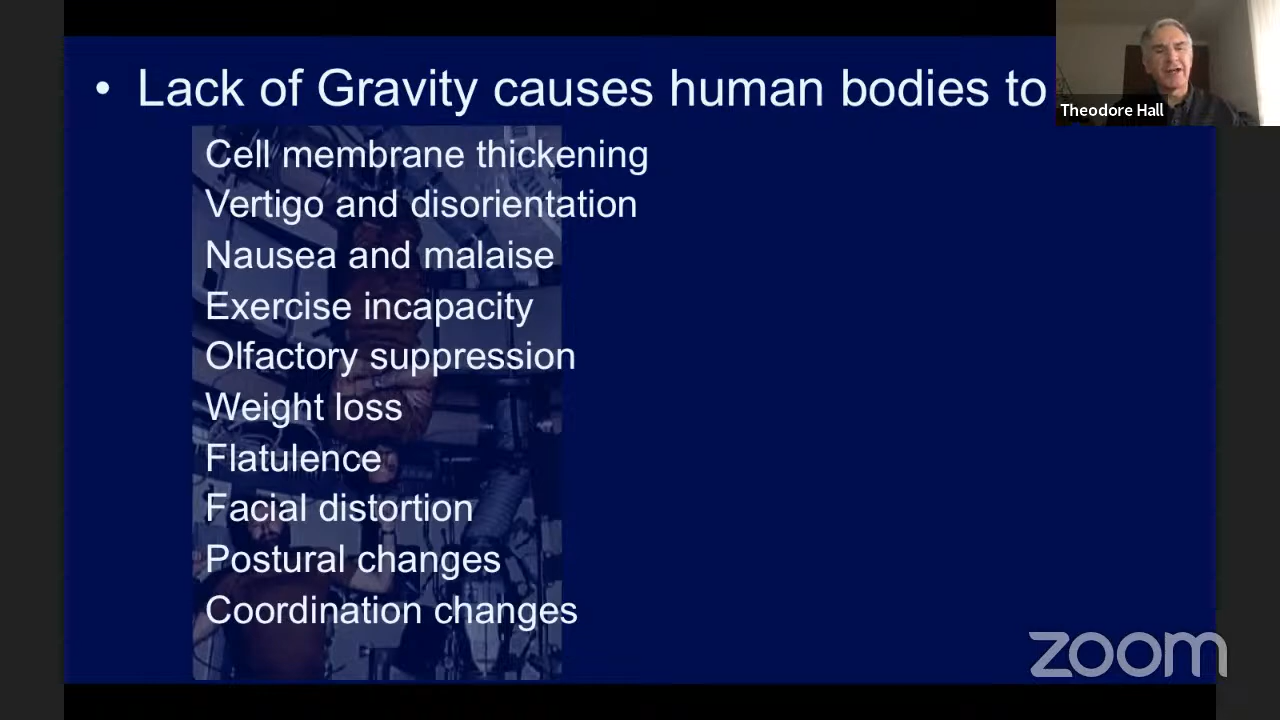 • Lack of Gravity causes human bodies to
Theodore Hall
Cell membrane thickening
Vertigo and disorientation
Nausea and malaise
Exercise incapacity
Olfactory suppression
Weight loss
Flatulence
Facial distortion
Postural changes
Coordination changes
zoom